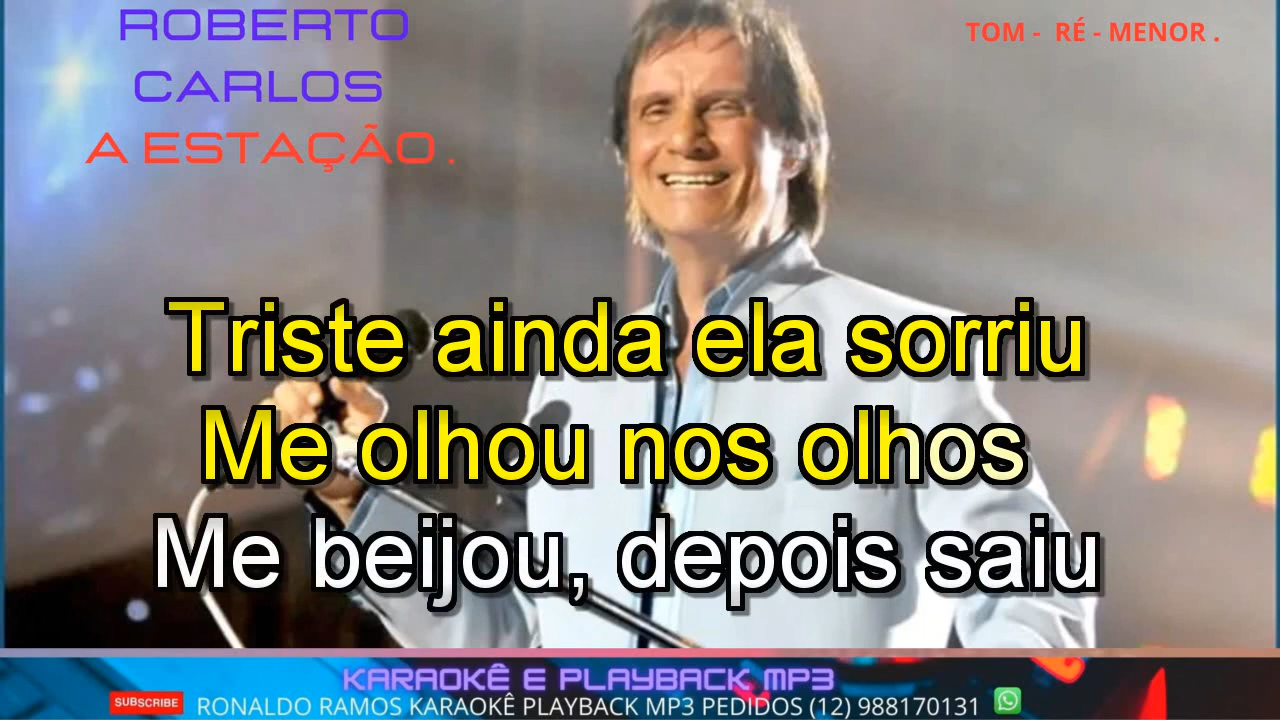 ROBERTO
CARLOS
A ESTAÇÃO .
TOM - RÉ - MENOR .
Triste ainda ela sorriu
Me olhou nos olhos
Me beijou, depois saiu
KARAOKÊ E PLAYBACK MP3
SUBSCRIBE
RONALDO RAMOS KARAOKÊ PLAYBACK MP3 PEDIDOS (12) 988170131